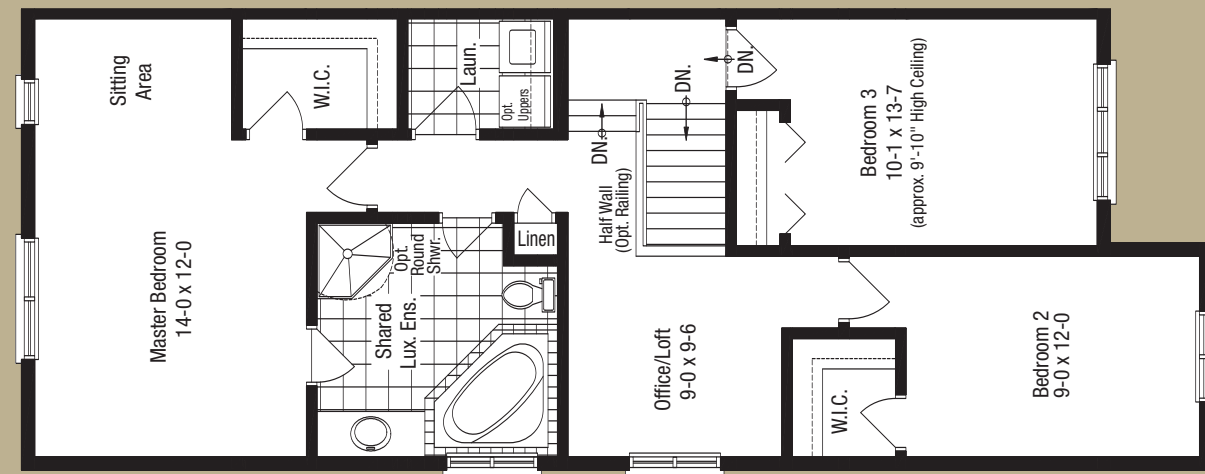 Sitting
Area
W.I.C.
Laun.
Opt.
Uppers
DN.
DN.
DN.
Bedroom 3
10-1 x 13-7
(approx. 9'-10" High Ceiling)
Master Bedroom
14-0 x 12-0
Opt.
Round
Shwr.
Linen
Half Wall
(Opt. Railing)
Shared
Lux. Ens.
Office/Loft
9-0 x 9-6
W.I.C.
Bedroom 2
9-0 x 12-0